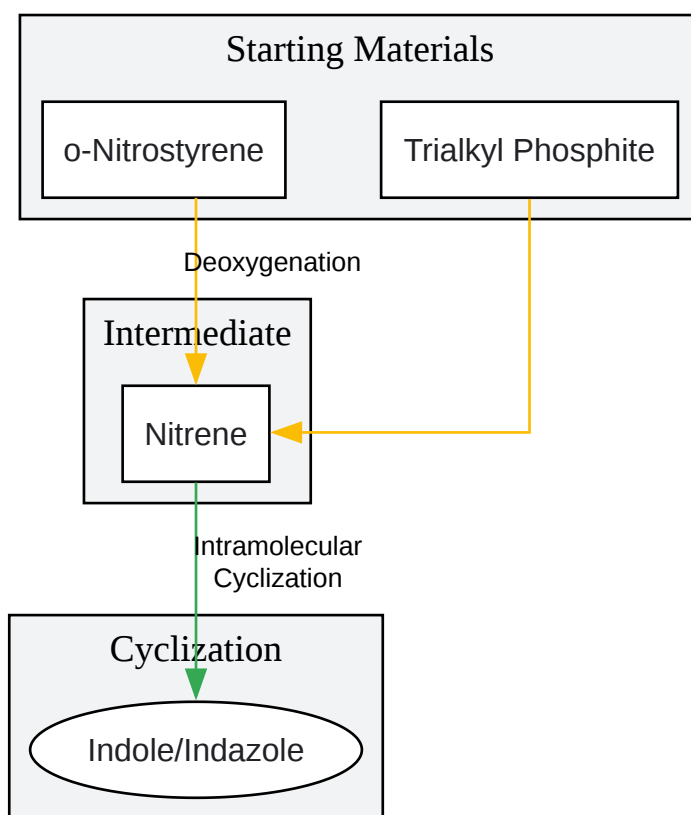 Starting Materials
o-Nitrostyrene
Trialkyl Phosphite
Deoxygenation
Intermediate
Nitrene
Intramolecular
Cyclization
Cyclization
Indole/Indazole